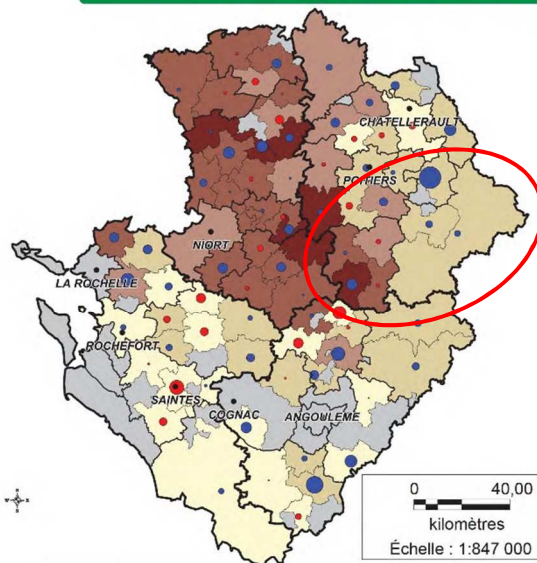 CHATELLERAULT
POITIERS
NIORT
LA ROCHELLE
ROCHEFORT
SAINTES
COGNAC
ANGOULEME
0 40,00
kilomètres
Échelle : 1:847 000